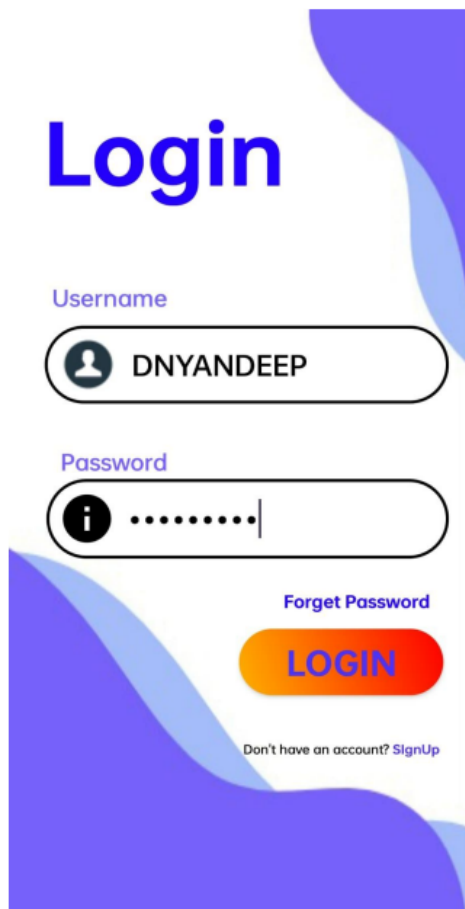 Login
Username
DNYANDEEP
Password
•••••••••
Forget Password
LOGIN
Don't have an account? SIgnUp